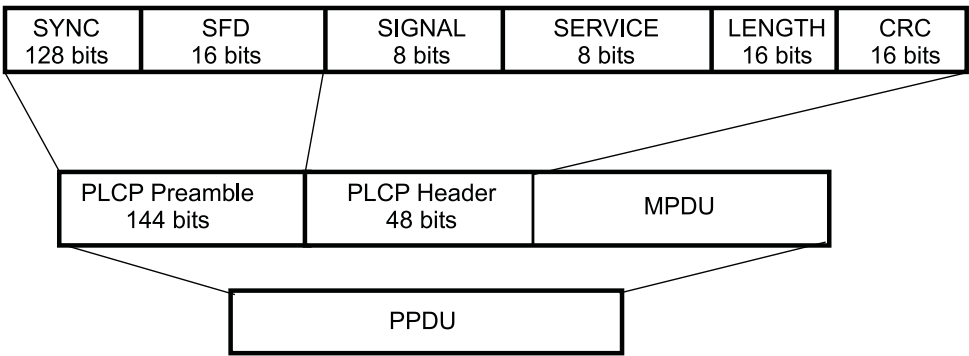 SYNC
128 bits
SFD
16 bits
SIGNAL
8 bits
SERVICE
8 bits
LENGTH
16 bits
CRC
16 bits
PLCP Preamble
144 bits
PLCP Header
48 bits
MPDU
PPDU